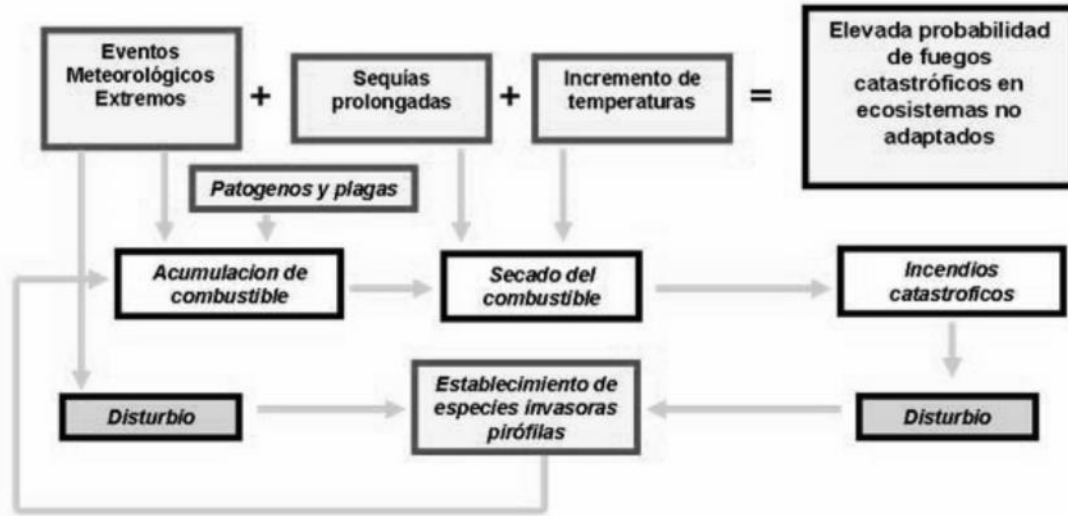 Eventos
Meteorológicos
Extremos
+
Sequías
prolongadas
+
Incremento de
temperaturas
=
Elevada probabilidad
de fuegos
catastróficos en
ecosistemas no
adaptados
Patogenos y plagas
Acumulacion de
combustible
Secado del
combustible
Incendios
catastroficos
Disturbio
Establecimiento de
especies invasoras
pirófilas
Disturbio